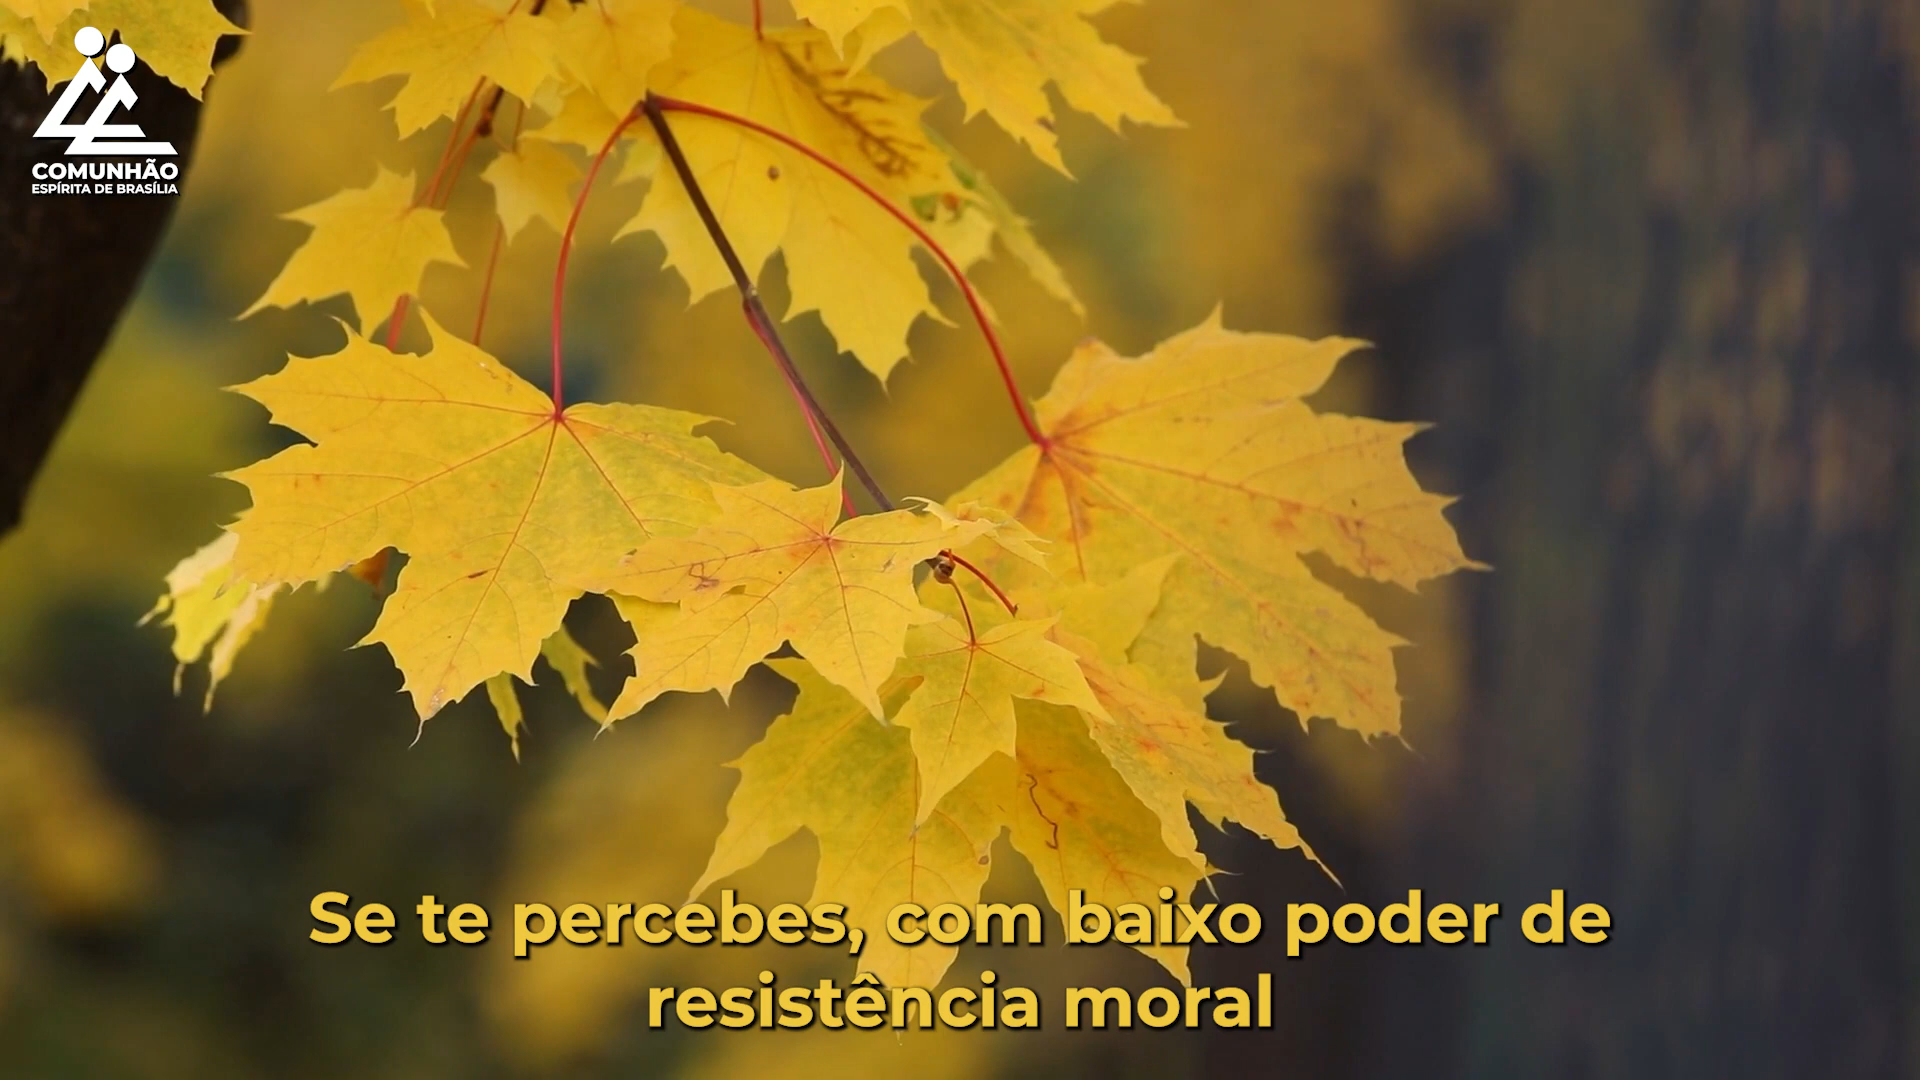 COMUNHÃO
ESPÍRITA DE BRASÍLIA
Se te percebes, com baixo poder de
resistência moral